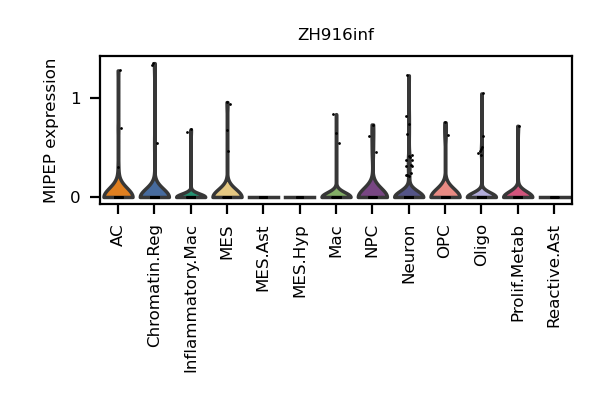 ZH916inf
MIPEP expression
1
0
AC
Chromatin.Reg
Inflammatory.Mac
MES
MES.Ast
MES.Hyp
Mac
NPC
Neuron
OPC
Oligo
Prolif.Metab
Reactive.Ast